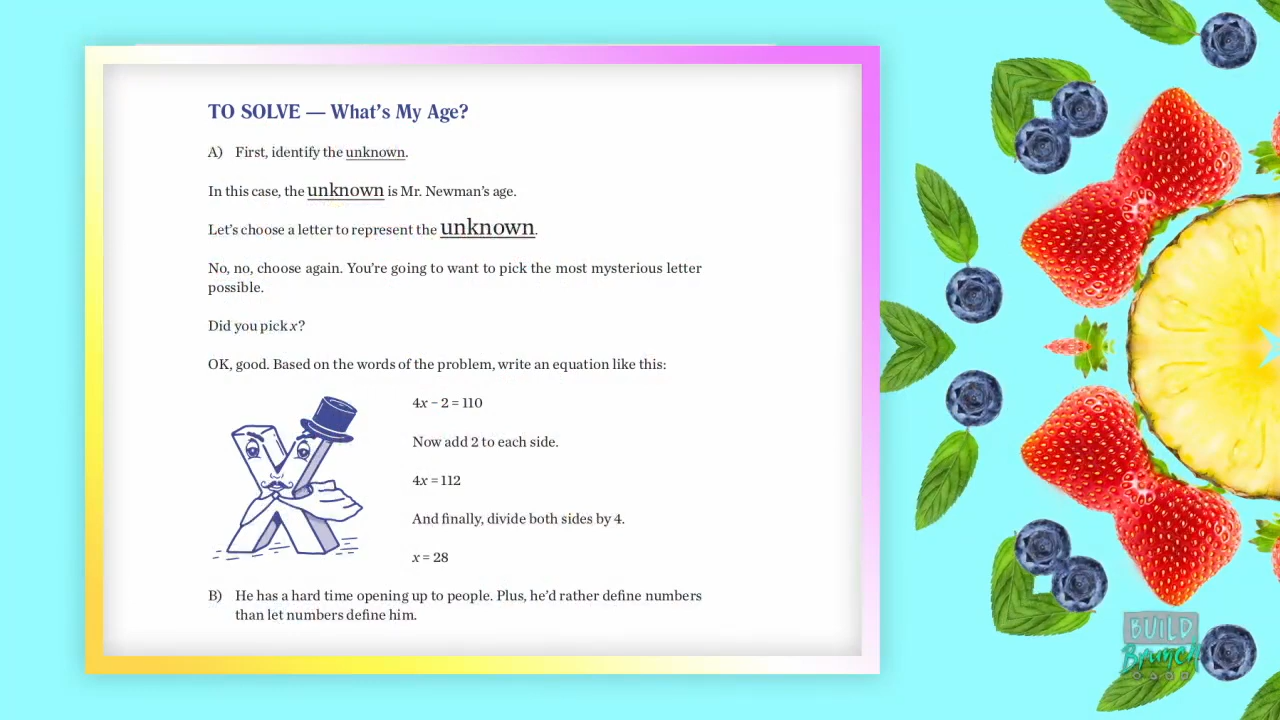 TO SOLVE — What’s My Age?
A) First, identify the unknown.
In this case, the unknown is Mr. Newman’s age.
Let’s choose a letter to represent the unknown.
No, no, choose again. You’re going to want to pick the most mysterious letter
possible.
Did you pick x?
OK, good. Based on the words of the problem, write an equation like this:
4x – 2 = 110
Now add 2 to each side.
4x = 112
And finally, divide both sides by 4.
x = 28
B) He has a hard time opening up to people. Plus, he’d rather define numbers
than let numbers define him.
BUILD
Brunch